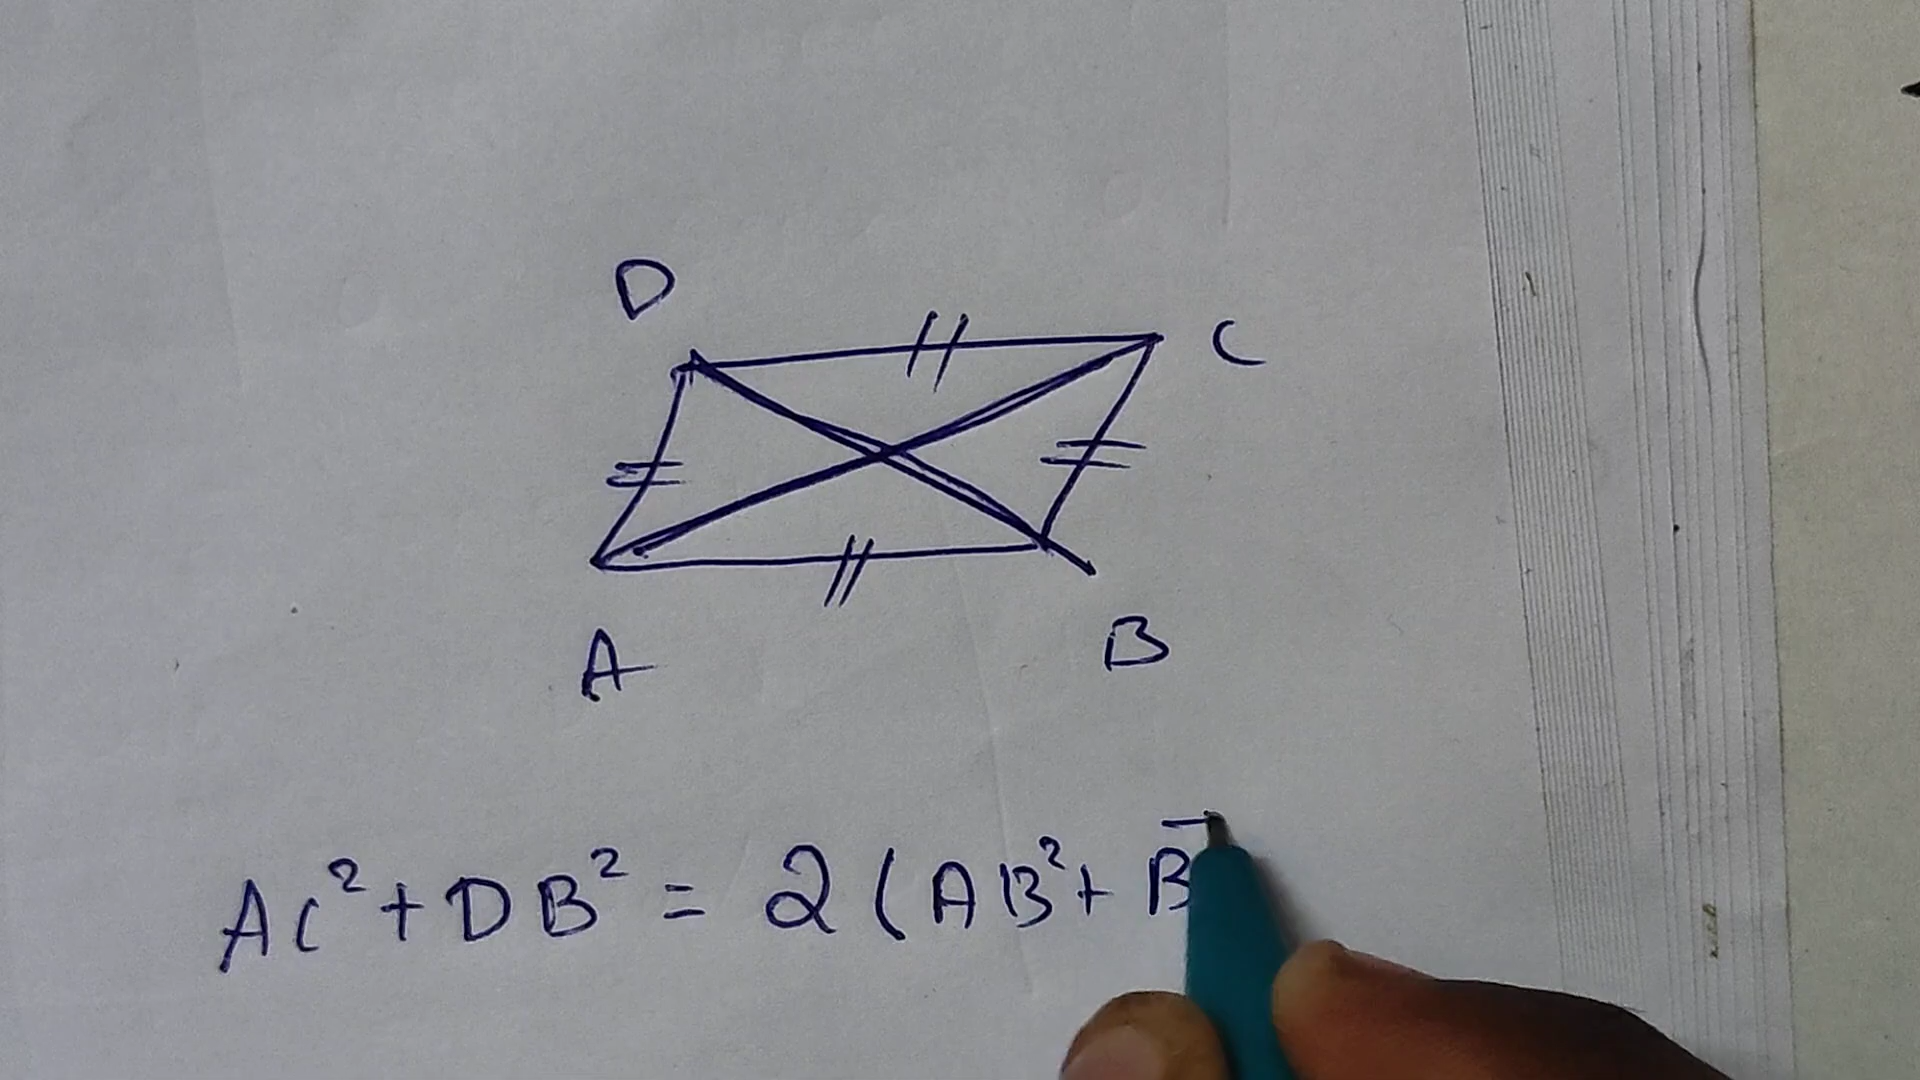 D
C
A
B
AC² + DB² = 2 (AB² + B